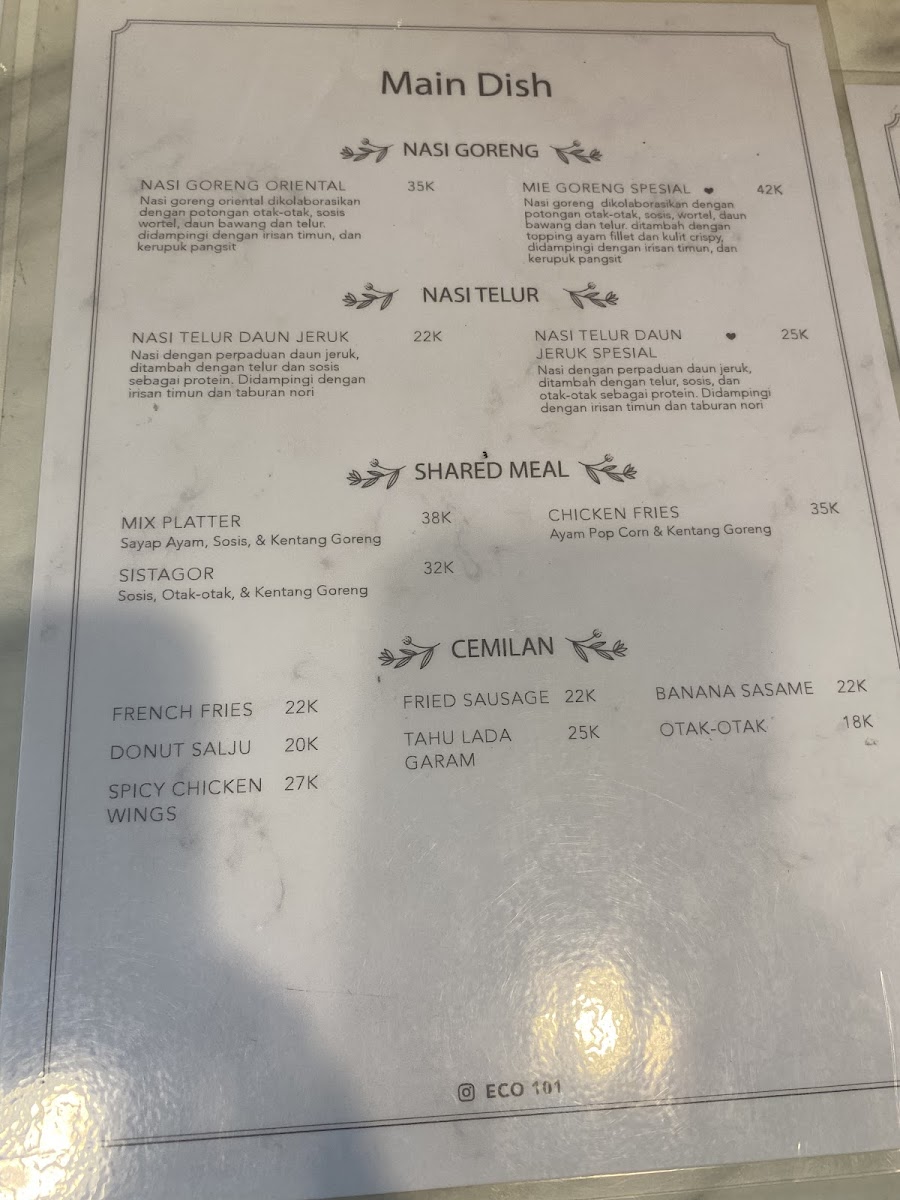 Main Dish
NASI GORENG
NASI GORENG ORIENTAL 35K
Nasi goreng oriental dikolaborasikan
dengan potongan otak-otak, sosis
wortel, daun bawang dan telur.
didampingi dengan irisan timun, dan
kerupuk pangsit
MIE GORENG SPESIAL 42K
Nasi goreng dikolaborasikan dengan
potongan otak-otak, sosis, wortel, daun
bawang dan telur. ditambah dengan
topping ayam fillet dan kulit crispy,
didampingi dengan irisan timun, dan
kerupuk pangsit
NASI TELUR
NASI TELUR DAUN JERUK 22K
Nasi dengan perpaduan daun jeruk,
ditambah dengan telur dan sosis
sebagai protein. Didampingi dengan
irisan timun dan taburan nori
NASI TELUR DAUN 25K
JERUK SPESIAL
Nasi dengan perpaduan daun jeruk,
ditambah dengan telur, sosis, dan
otak-otak sebagai protein. Didampingi
dengan irisan timun dan taburan nori
SHARED MEAL
MIX PLATTER 38K
Sayap Ayam, Sosis, & Kentang Goreng
CHICKEN FRIES 35K
Ayam Pop Corn & Kentang Goreng
SISTAGOR 32K
Sosis, Otak-otak, & Kentang Goreng
CEMILAN
FRENCH FRIES 22K
DONUT SALJU 20K
SPICY CHICKEN 27K
WINGS
FRIED SAUSAGE 22K
TAHU LADA 25K
GARAM
BANANA SASAME 22K
OTAK-OTAK 18K
ECO 101